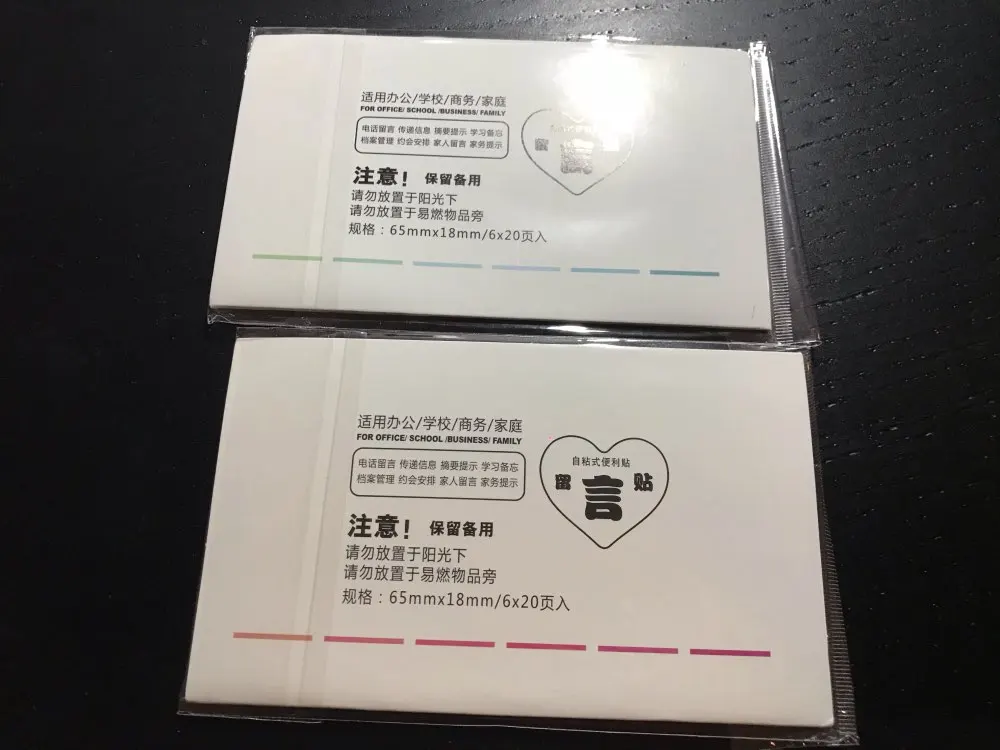 适用办公/学校/商务/家庭
FOR OFFICE/ SCHOOL /BUSINESS/ FAMILY
电话留言 传递信息 摘要提示 学习备忘
档案管理 约会安排 家人留言 家务提示
留 言
注意！ 保留备用
请勿放置于阳光下
请勿放置于易燃物品旁
规格：65mmx18mm/6x20页入
适用办公/学校/商务/家庭
FOR OFFICE/ SCHOOL /BUSINESS/ FAMILY
电话留言 传递信息 摘要提示 学习备忘
档案管理 约会安排 家人留言 家务提示
自粘式便利贴
留 言 贴
注意！ 保留备用
请勿放置于阳光下
请勿放置于易燃物品旁
规格：65mmx18mm/6x20页入